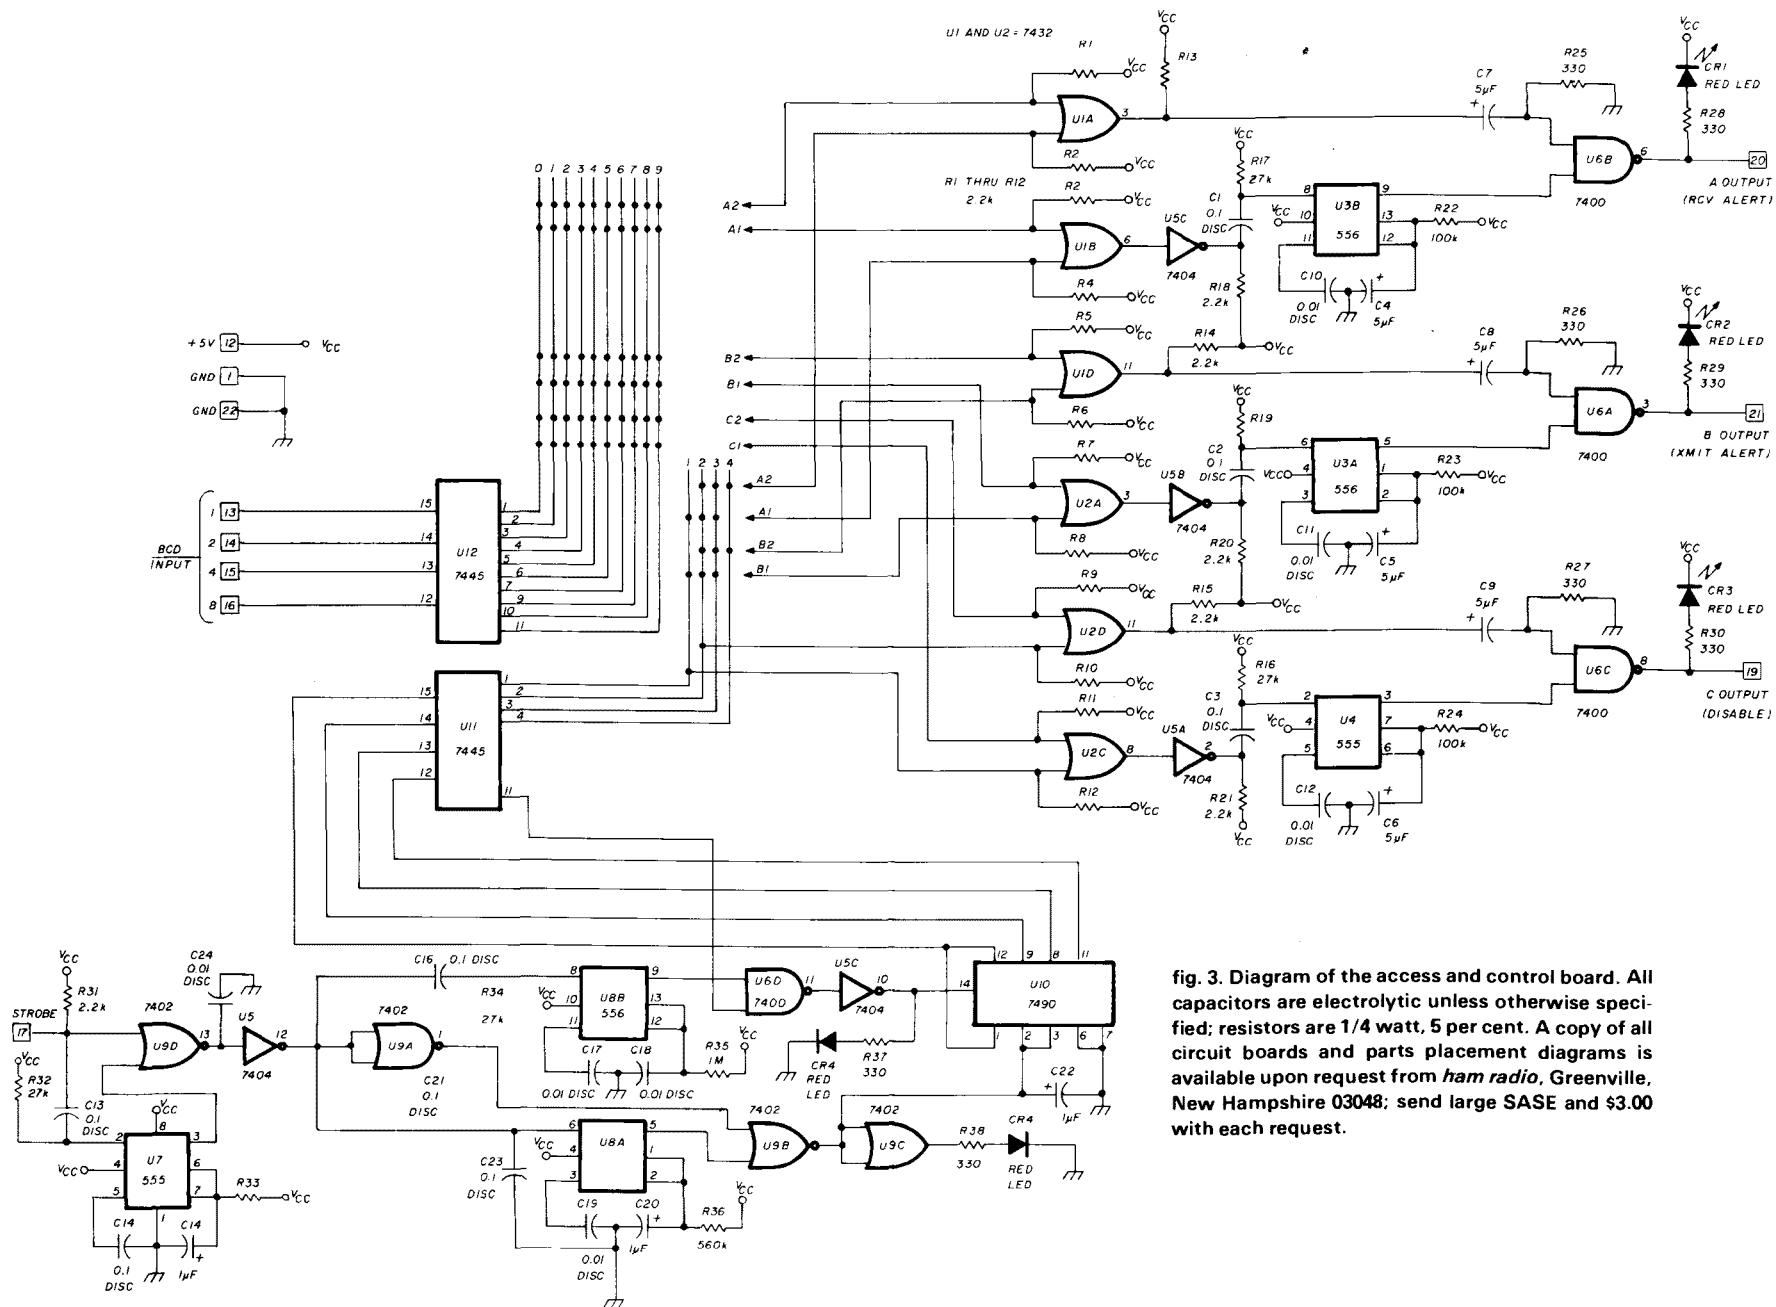 U1 AND U2 = 7432
R1
VCC
VCC
R13
U1A
3
R2
VCC
C7
5µF
+
R25
330
U6B
6
7400
VCC
CR1
RED LED
R28
330
20
A OUTPUT
(RCV ALERT)
R1 THRU R12
2.2k
A2
A1
R2
VCC
U1B
6
U5C
7404
R4
VCC
VCC
R17
27k
C1
0.1
DISC
R18
2.2k
8
U3B
556
9
VCC
10
13
11
12
R22
100k
VCC
C10
0.01
DISC
C4
5µF
+
0 1 2 3 4 5 6 7 8 9
+5V 12
VCC
GND 1
GND 22
B2
B1
C2
C1
R5
VCC
U1D
11
R14
2.2k
VCC
R6
VCC
C8
5µF
+
R26
330
U6A
3
7400
VCC
CR2
RED LED
R29
330
21
B OUTPUT
(XMIT ALERT)
R7
VCC
U2A
3
U5B
7404
R8
VCC
VCC
R19
C2
0.1
DISC
R20
2.2k
6
U3A
556
5
VCC
4
1
3
2
R23
100k
VCC
C11
0.01
DISC
C5
5µF
+
1 2 3 4
A2
A1
B2
B1
BCD
INPUT
1 13
2 14
4 15
8 16
15
14
13
12
U12
7445
1
2
3
4
5
6
7
9
10
11
R9
VCC
U2D
11
R15
2.2k
VCC
R10
VCC
C9
5µF
+
R27
330
U6C
8
7400
VCC
CR3
RED LED
R30
330
19
C OUTPUT
(DISABLE)
R11
VCC
U2C
8
U5A
2
7404
R12
VCC
VCC
R16
27k
C3
0.1
DISC
R21
2.2k
VCC
2
U4
555
3
VCC
4
7
5
6
R24
100k
VCC
C12
0.01
DISC
C6
5µF
+
15
14
13
12
U11
7445
1
2
3
4
11
STROBE
17
VCC
R31
2.2k
7402
U9D
13
C24
0.01
DISC
U5
12
7404
VCC
R32
27k
C13
0.1
DISC
VCC
8
2
3
VCC
4
U7
555
6
5
7
1
R33
VCC
C14
0.1
DISC
C14
1µF
+
7402
U9A
1
C16
0.1 DISC
R34
27k
8
U8B
556
9
VCC
10
13
11
12
C17
0.01 DISC
C18
0.01 DISC
R35
1M
VCC
C21
0.1
DISC
C23
0.1
DISC
6
U8A
5
4
1
3
2
VCC
C19
0.01
DISC
C20
1µF
+
R36
560k
VCC
U6D
7400
11
U5C
10
7404
CR4
RED
LED
R37
330
7402
U9B
7402
U9C
R38
330
CR4
RED
LED
12 9 8 11
14
U10
7490
1 2 3 6 7
C22
1µF
+
fig. 3. Diagram of the access and control board. All
capacitors are electrolytic unless otherwise speci-
fied; resistors are 1/4 watt, 5 per cent. A copy of all
circuit boards and parts placement diagrams is
available upon request from ham radio, Greenville,
New Hampshire 03048; send large SASE and $3.00
with each request.